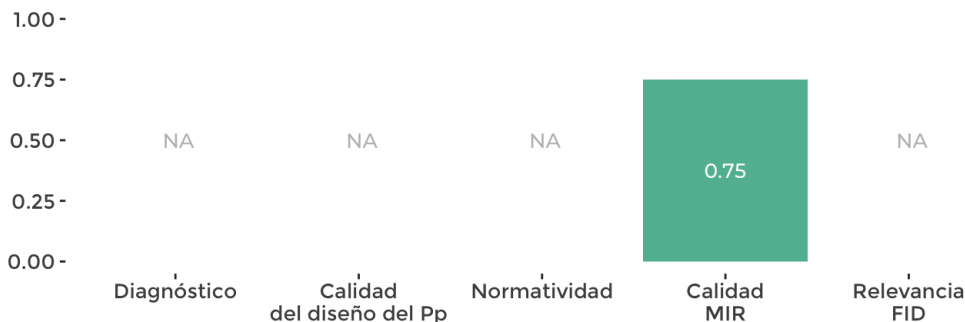 1.00
0.75
0.50
0.25
0.00
NA
NA
NA
0.75
NA
Diagnóstico
Calidad
del diseño del Pp
Normatividad
Calidad
MIR
Relevancia
FID